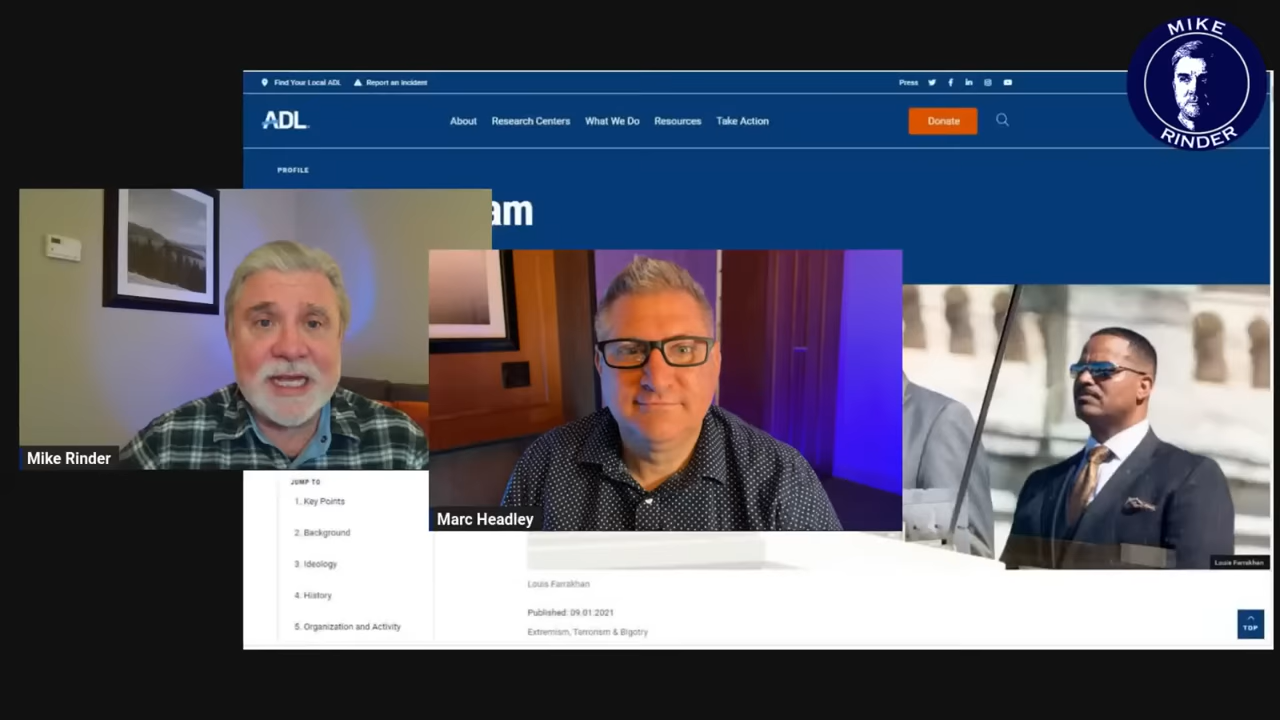 MIKE
RINDER
Find Your Local ADL
Report an Incident
Press
ADL
About
Research Centers
What We Do
Resources
Take Action
Donate
PROFILE
am
Mike Rinder
Marc Headley
JUMP TO
1. Key Points
2. Background
3. Ideology
4. History
5. Organization and Activity
Louis Farrakhan
Louis Farrakhan
Published: 09.01.2021
Extremism, Terrorism & Bigotry
TOP